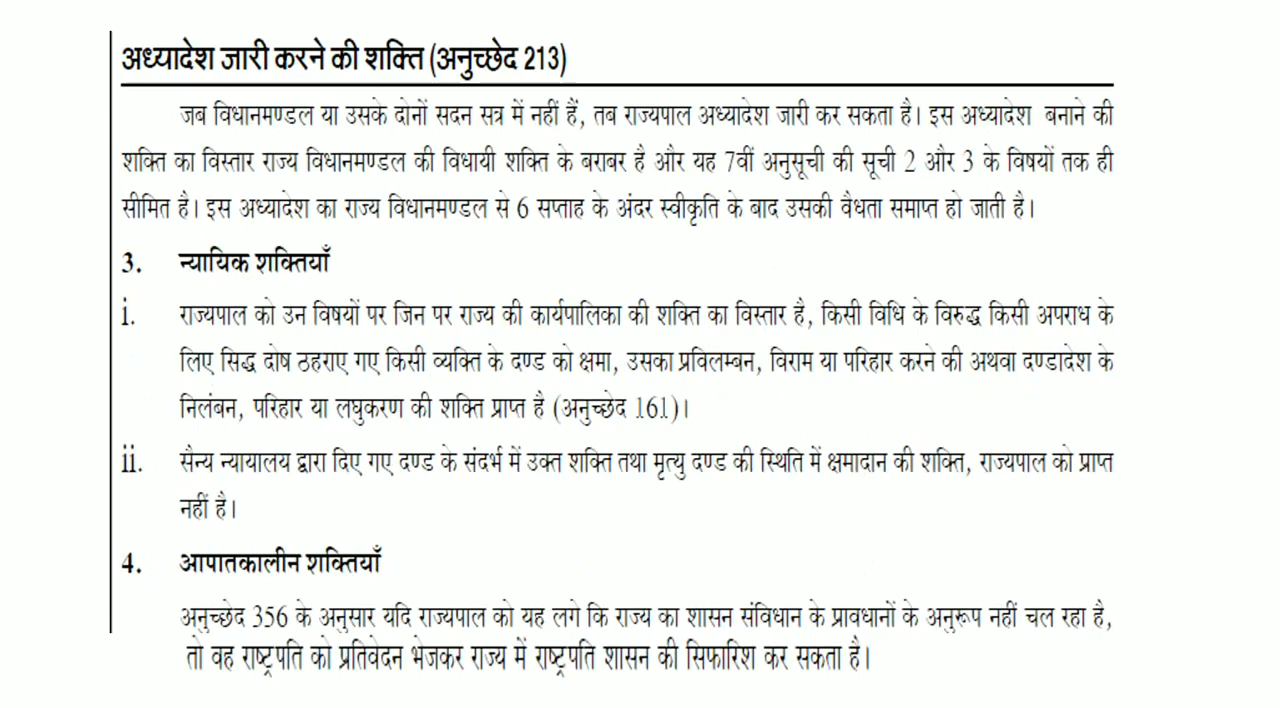 अध्यादेश जारी करने की शक्ति (अनुच्छेद 213)
जब विधानमण्डल या उसके दोनों सदन सत्र में नहीं हैं, तब राज्यपाल अध्यादेश जारी कर सकता है। इस अध्यादेश बनाने की
शक्ति का विस्तार राज्य विधानमण्डल की विधायी शक्ति के बराबर है और यह 7वीं अनुसूची की सूची 2 और 3 के विषयों तक ही
सीमित है। इस अध्यादेश का राज्य विधानमण्डल से 6 सप्ताह के अंदर स्वीकृति के बाद उसकी वैधता समाप्त हो जाती है।
3. न्यायिक शक्तियाँ
i. राज्यपाल को उन विषयों पर जिन पर राज्य की कार्यपालिका की शक्ति का विस्तार है, किसी विधि के विरुद्ध किसी अपराध के
लिए सिद्ध दोष ठहराए गए किसी व्यक्ति के दण्ड को क्षमा, उसका प्रविलम्बन, विराम या परिहार करने की अथवा दण्डादेश के
निलंबन, परिहार या लघुकरण की शक्ति प्राप्त है (अनुच्छेद 161)।
ii. सैन्य न्यायालय द्वारा दिए गए दण्ड के संदर्भ में उक्त शक्ति तथा मृत्यु दण्ड की स्थिति में क्षमादान की शक्ति, राज्यपाल को प्राप्त
नहीं है।
4. आपातकालीन शक्तियाँ
अनुच्छेद 356 के अनुसार यदि राज्यपाल को यह लगे कि राज्य का शासन संविधान के प्रावधानों के अनुरूप नहीं चल रहा है,
तो वह राष्ट्रपति को प्रतिवेदन भेजकर राज्य में राष्ट्रपति शासन की सिफारिश कर सकता है।